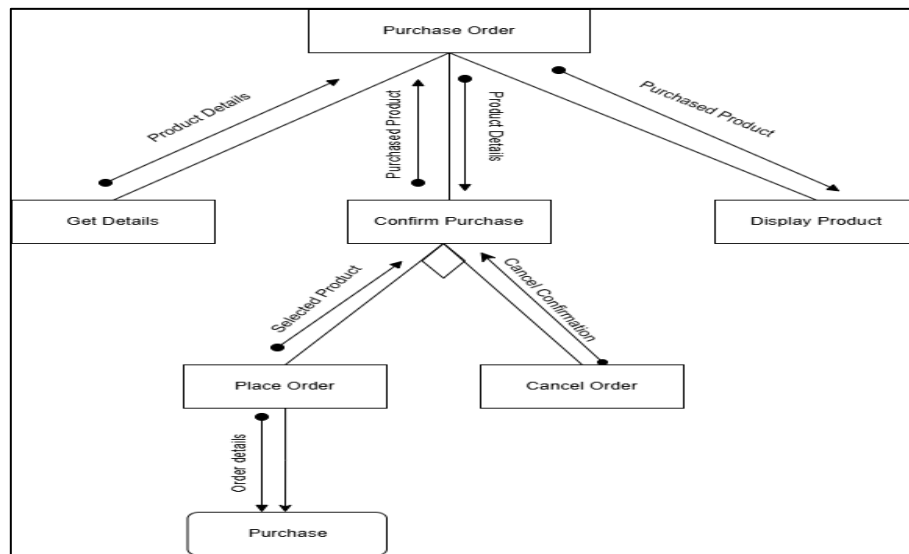 Purchase Order
Product Details
Purchased Product
Product Details
Purchased Product
Get Details
Confirm Purchase
Display Product
Selected Product
Cancel Confirmation
Place Order
Cancel Order
Order details
Purchase